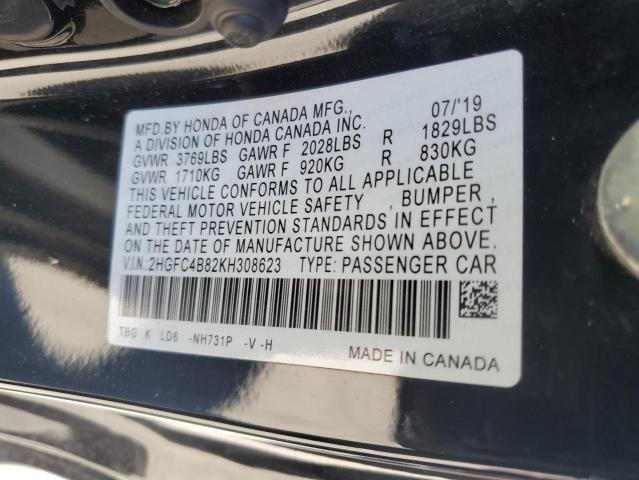 MFD.BY HONDA OF CANADA MFG., 07/'19
A DIVISION OF HONDA CANADA INC.
GVWR 3769LBS GAWR F 2028LBS R 1829LBS
GVWR 1710KG GAWR F 920KG R 830KG
THIS VEHICLE CONFORMS TO ALL APPLICABLE
FEDERAL MOTOR VEHICLE SAFETY , BUMPER ,
AND THEFT PREVENTION STANDARDS IN EFFECT
ON THE DATE OF MANUFACTURE SHOWN ABOVE.
V.I.N.:2HGFC4B82KH308623 TYPE: PASSENGER CAR
TBG K LD6 -NH731P -V -H
MADE IN CANADA